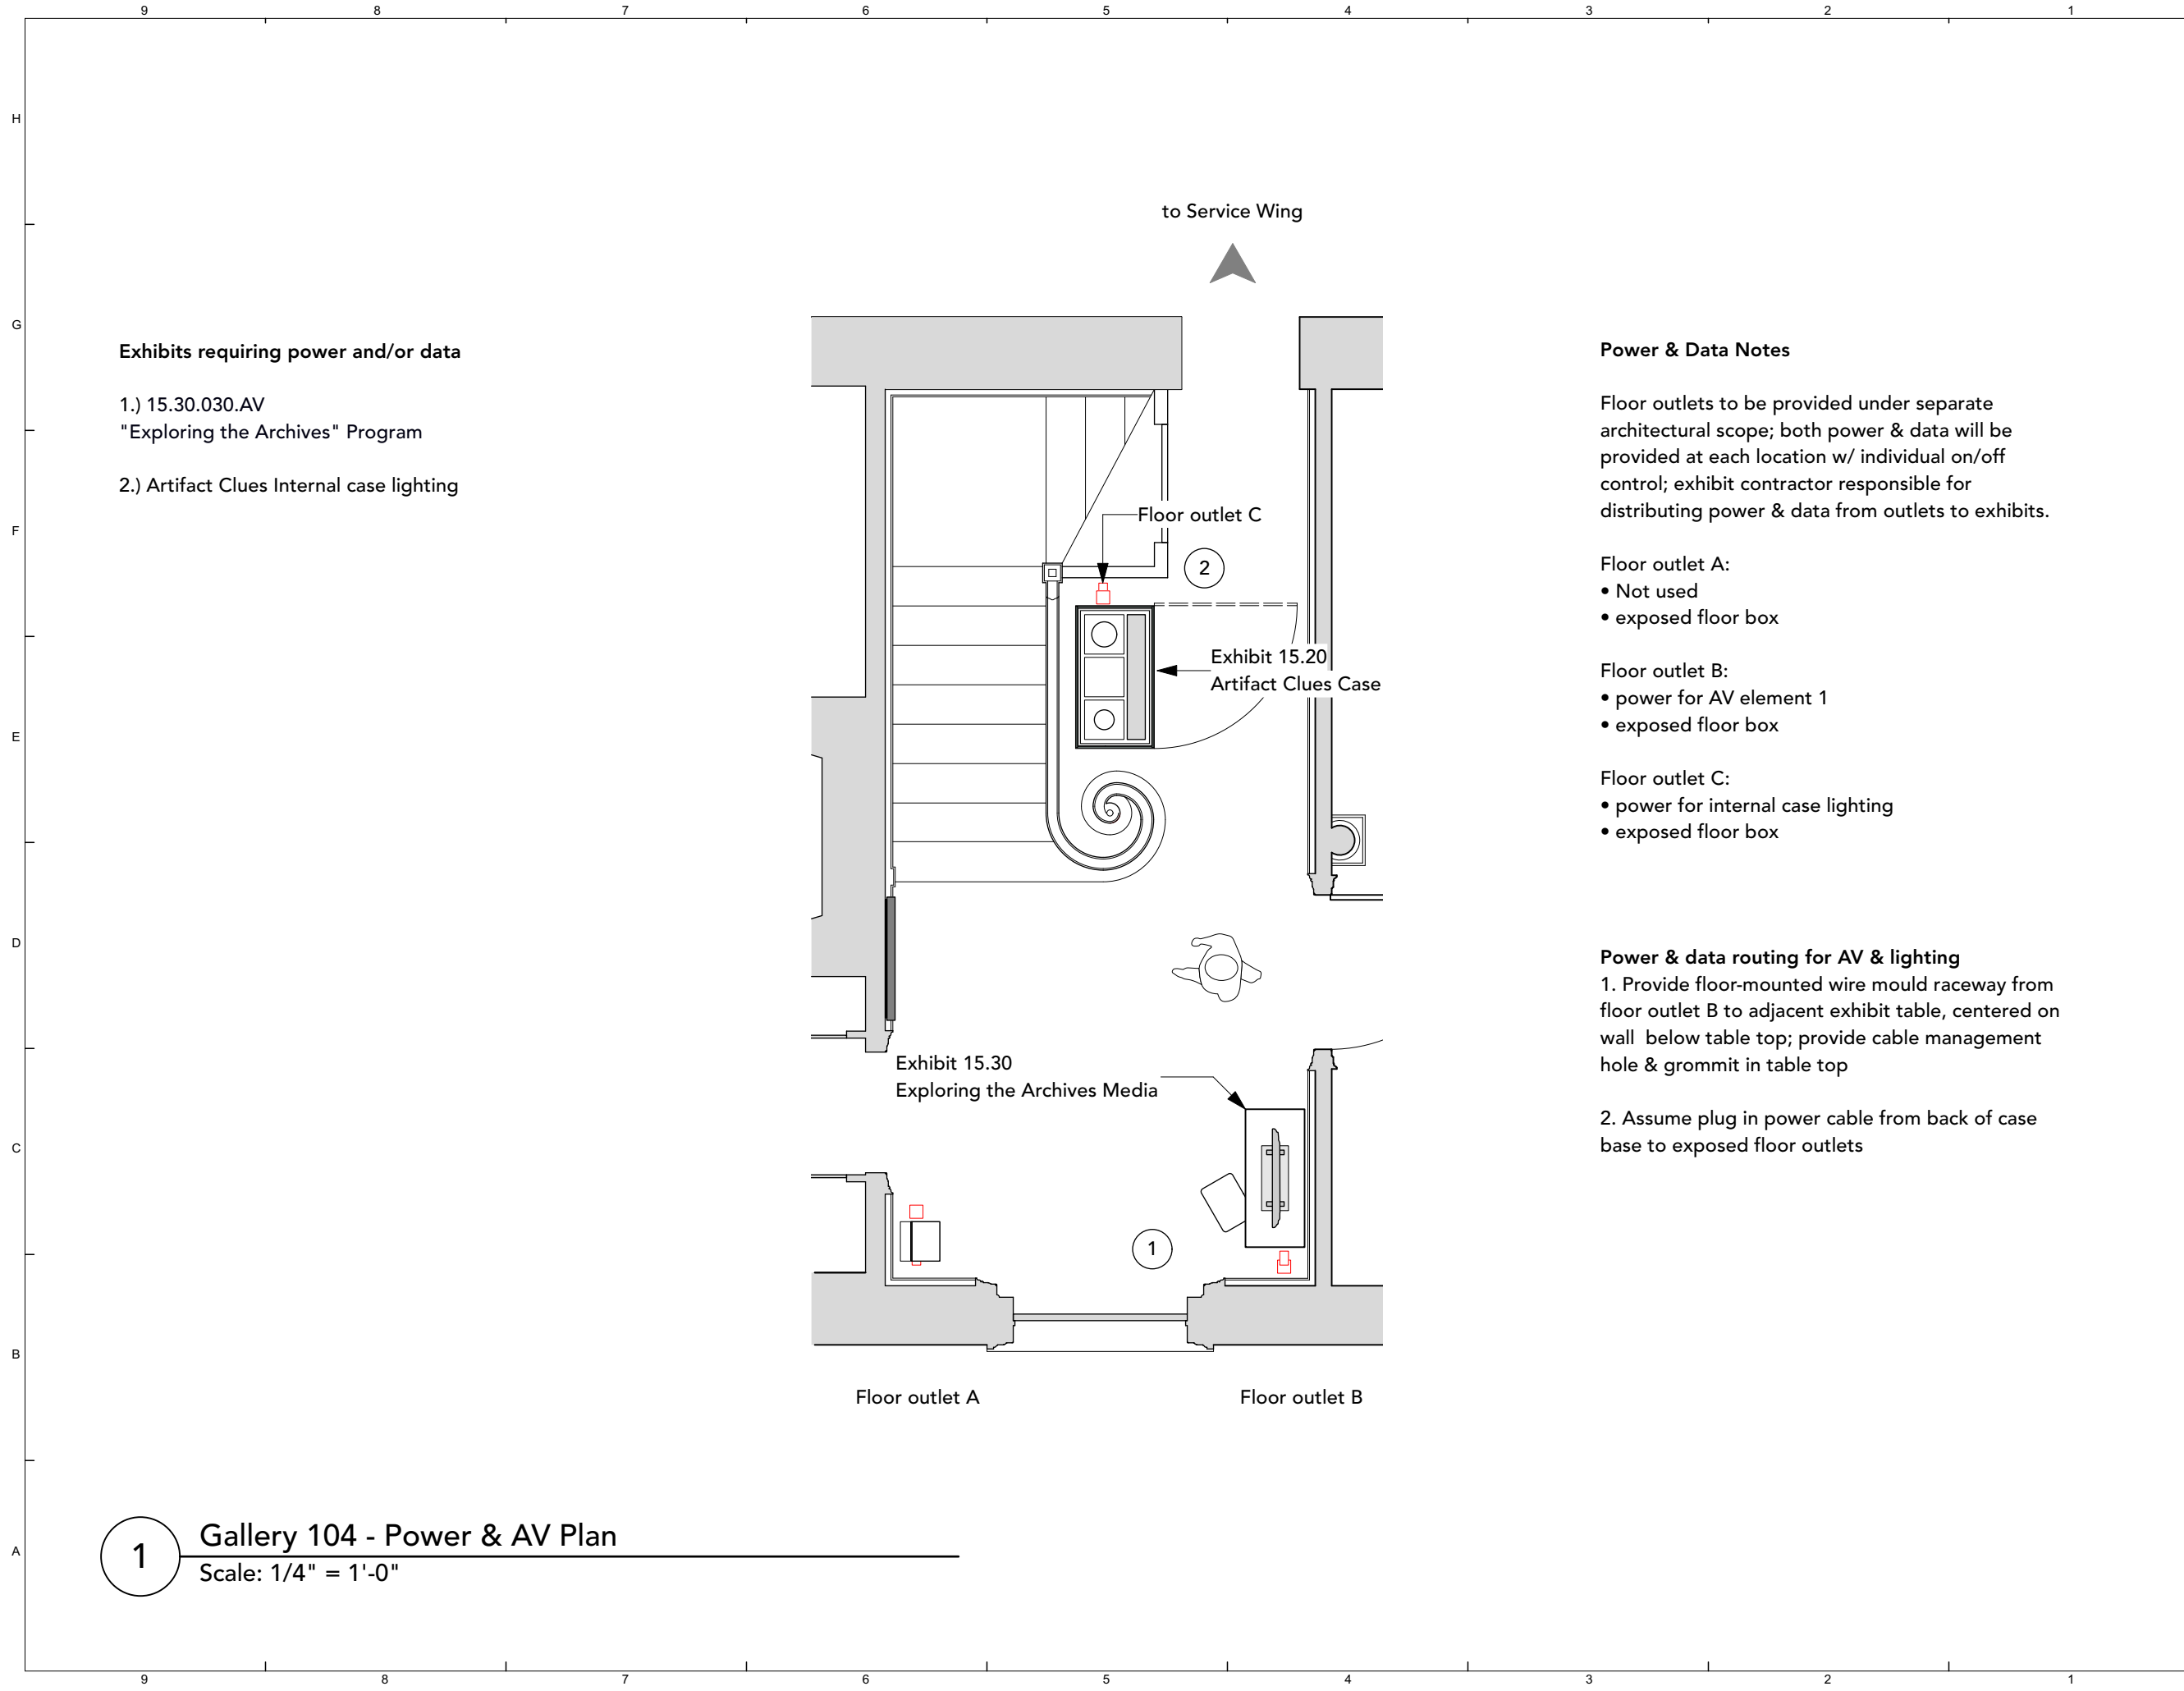 9 8 7 6 5 4 3 2 1
H
G
F
E
D
C
B
A
Exhibits requiring power and/or data
1.) 15.30.030.AV
"Exploring the Archives" Program
2.) Artifact Clues Internal case lighting
to Service Wing
Floor outlet C
2
Exhibit 15.20
Artifact Clues Case
Exhibit 15.30
Exploring the Archives Media
1
Floor outlet A
Floor outlet B
Power & Data Notes
Floor outlets to be provided under separate
architectural scope; both power & data will be
provided at each location w/ individual on/off
control; exhibit contractor responsible for
distributing power & data from outlets to exhibits.
Floor outlet A:
• Not used
• exposed floor box
Floor outlet B:
• power for AV element 1
• exposed floor box
Floor outlet C:
• power for internal case lighting
• exposed floor box
Power & data routing for AV & lighting
1. Provide floor-mounted wire mould raceway from
floor outlet B to adjacent exhibit table, centered on
wall  below table top; provide cable management
hole & grommit in table top
2. Assume plug in power cable from back of case
base to exposed floor outlets
1
Gallery 104 - Power & AV Plan
Scale: 1/4" = 1'-0"
9 8 7 6 5 4 3 2 1